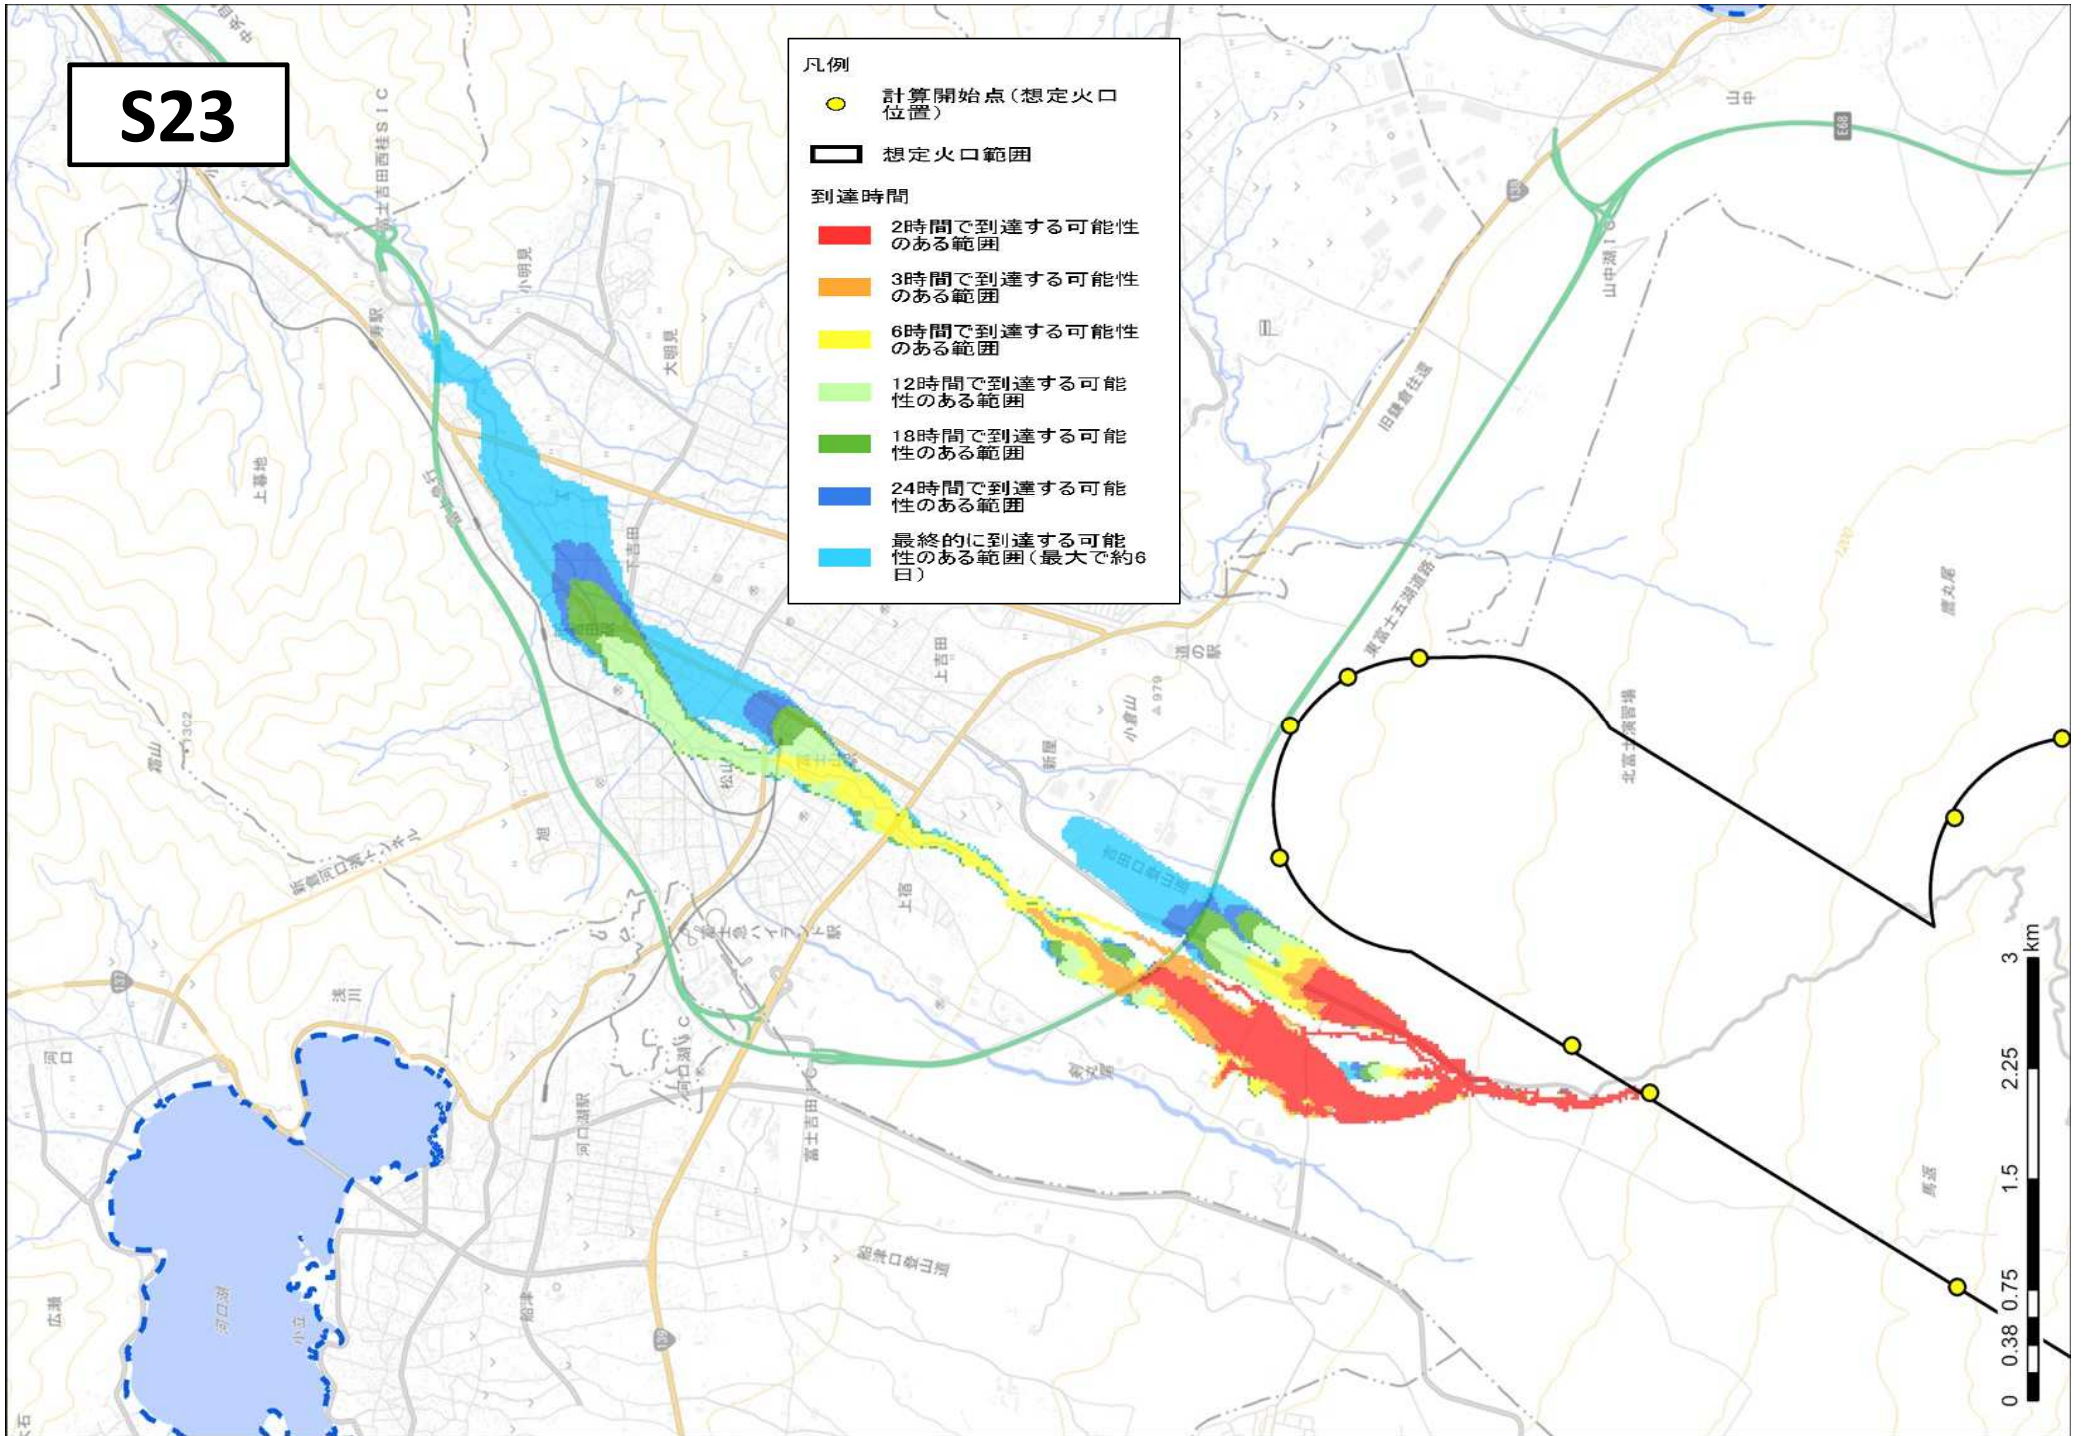 S23
凡例
計算開始点(想定火口
位置)
想定火口範囲
到達時間
2時間で到達する可能性
のある範囲
3時間で到達する可能性
のある範囲
6時間で到達する可能性
のある範囲
12時間で到達する可能
性のある範囲
18時間で到達する可能
性のある範囲
24時間で到達する可能
性のある範囲
最終的に到達する可能
性のある範囲(最大で約6
日)
富士吉田西桂SIC
小明見
寿駅
大明見
上暮地
下吉田
霜山
1302
新倉河口湖トンネル
旭
松山
上吉田
道の駅
小倉山
979
新屋
上宿
富士急ハイランド駅
吉田口登山道
137
浅川
河口
河口湖IC
河口湖駅
富士吉田IC
剣丸尾
広瀬
河口湖
小立
船津
139
船津口登山道
山中
E68
138
山中湖IC
旧鎌倉往還
東富士五湖道路
鷹丸尾
北富士演習場
馬返
0 0.38 0.75 1.5 2.25 3
km